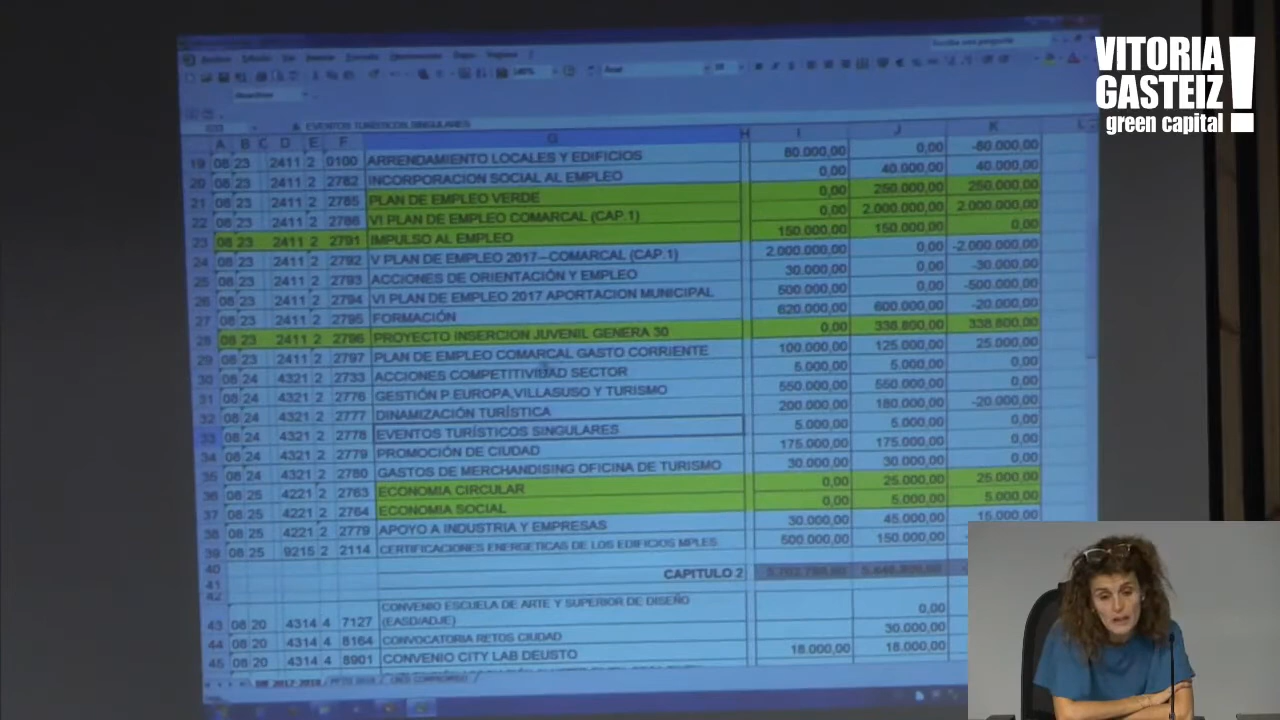 VITORIA
GASTEIZ !
green capital
EVENTOS TURÍSTICOS SINGULARES
A B C D E F G H I J K
19 08 23 2411 2 0100 ARRENDAMIENTO LOCALES Y EDIFICIOS 80.000,00 0,00 -80.000,00
20 08 23 2411 2 2782 INCORPORACION SOCIAL AL EMPLEO 0,00 40.000,00 40.000,00
21 08 23 2411 2 2785 PLAN DE EMPLEO VERDE 0,00 250.000,00 250.000,00
22 08 23 2411 2 2786 VI PLAN DE EMPLEO COMARCAL (CAP.1) 0,00 2.000.000,00 2.000.000,00
23 08 23 2411 2 2791 IMPULSO AL EMPLEO 150.000,00 150.000,00 0,00
24 08 23 2411 2 2792 V PLAN DE EMPLEO 2017-COMARCAL (CAP.1) 2.000.000,00 0,00 -2.000.000,00
25 08 23 2411 2 2793 ACCIONES DE ORIENTACIÓN Y EMPLEO 30.000,00 0,00 -30.000,00
26 08 23 2411 2 2794 VI PLAN DE EMPLEO 2017 APORTACION MUNICIPAL 500.000,00 0,00 -500.000,00
27 08 23 2411 2 2795 FORMACIÓN 620.000,00 600.000,00 -20.000,00
28 08 23 2411 2 2796 PROYECTO INSERCION JUVENIL GENERA 30 0,00 338.800,00 338.800,00
29 08 23 2411 2 2797 PLAN DE EMPLEO COMARCAL GASTO CORRIENTE 100.000,00 125.000,00 25.000,00
30 08 24 4321 2 2733 ACCIONES COMPETITIVIDAD SECTOR 5.000,00 5.000,00 0,00
31 08 24 4321 2 2776 GESTIÓN P.EUROPA,VILLASUSO Y TURISMO 550.000,00 550.000,00 0,00
32 08 24 4321 2 2777 DINAMIZACIÓN TURÍSTICA 200.000,00 180.000,00 -20.000,00
33 08 24 4321 2 2778 EVENTOS TURÍSTICOS SINGULARES 5.000,00 5.000,00 0,00
34 08 24 4321 2 2779 PROMOCIÓN DE CIUDAD 175.000,00 175.000,00 0,00
35 08 24 4321 2 2780 GASTOS DE MERCHANDISING OFICINA DE TURISMO 30.000,00 30.000,00 0,00
36 08 25 4221 2 2763 ECONOMIA CIRCULAR 0,00 25.000,00 25.000,00
37 08 25 4221 2 2764 ECONOMIA SOCIAL 0,00 5.000,00 5.000,00
38 08 25 4221 2 2779 APOYO A INDUSTRIA Y EMPRESAS 30.000,00 45.000,00 15.000,00
39 08 25 9215 2 2114 CERTIFICACIONES ENERGETICAS DE LOS EDIFICIOS MPLES 500.000,00 150.000,00
40
41 CAPITULO 2
42
CONVENIO ESCUELA DE ARTE Y SUPERIOR DE DISEÑO
43 08 20 4314 4 7127 (EASD/ADJE) 0,00
44 08 20 4314 4 8164 CONVOCATORIA RETOS CIUDAD 30.000,00
45 08 20 4314 4 8901 CONVENIO CITY LAB DEUSTO 18.000,00 18.000,00